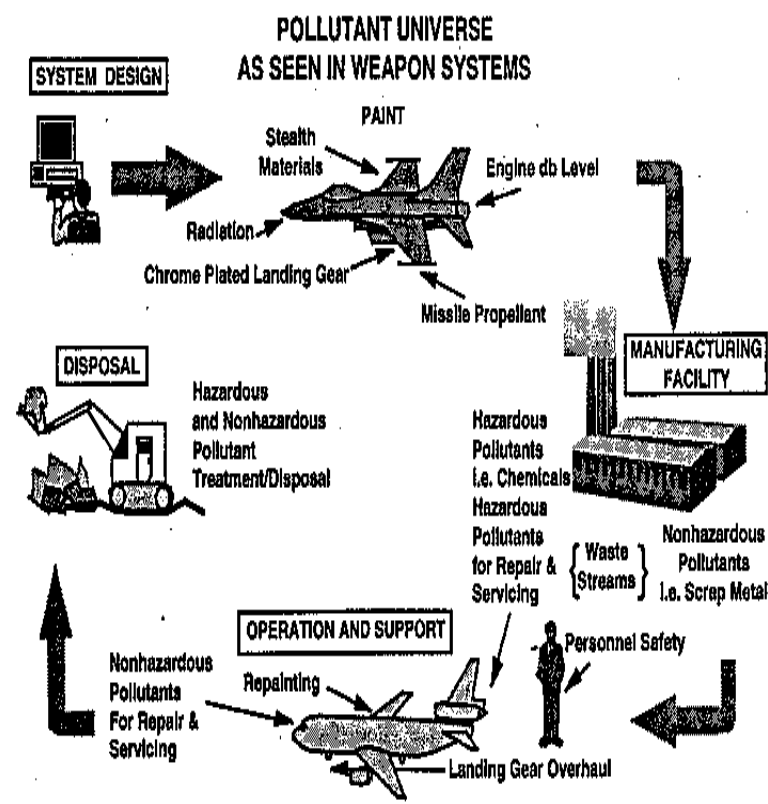 POLLUTANT UNIVERSE
AS SEEN IN WEAPON SYSTEMS
SYSTEM DESIGN
PAINT
Stealth
Materials
Engine db Level
Radiation
Chrome Plated Landing Gear
Missile Propellant
MANUFACTURING
FACILITY
DISPOSAL
Hazardous
and Nonhazardous
Pollutant
Treatment/Disposal
Hazardous
Pollutants
i.e. Chemicals
Hazardous
Pollutants
for Repair &
Servicing
Waste
Streams
Nonhazardous
Pollutants
i.e. Scrap Metal
OPERATION AND SUPPORT
Personnel Safety
Nonhazardous
Pollutants
For Repair &
Servicing
Repainting
Landing Gear Overhaul